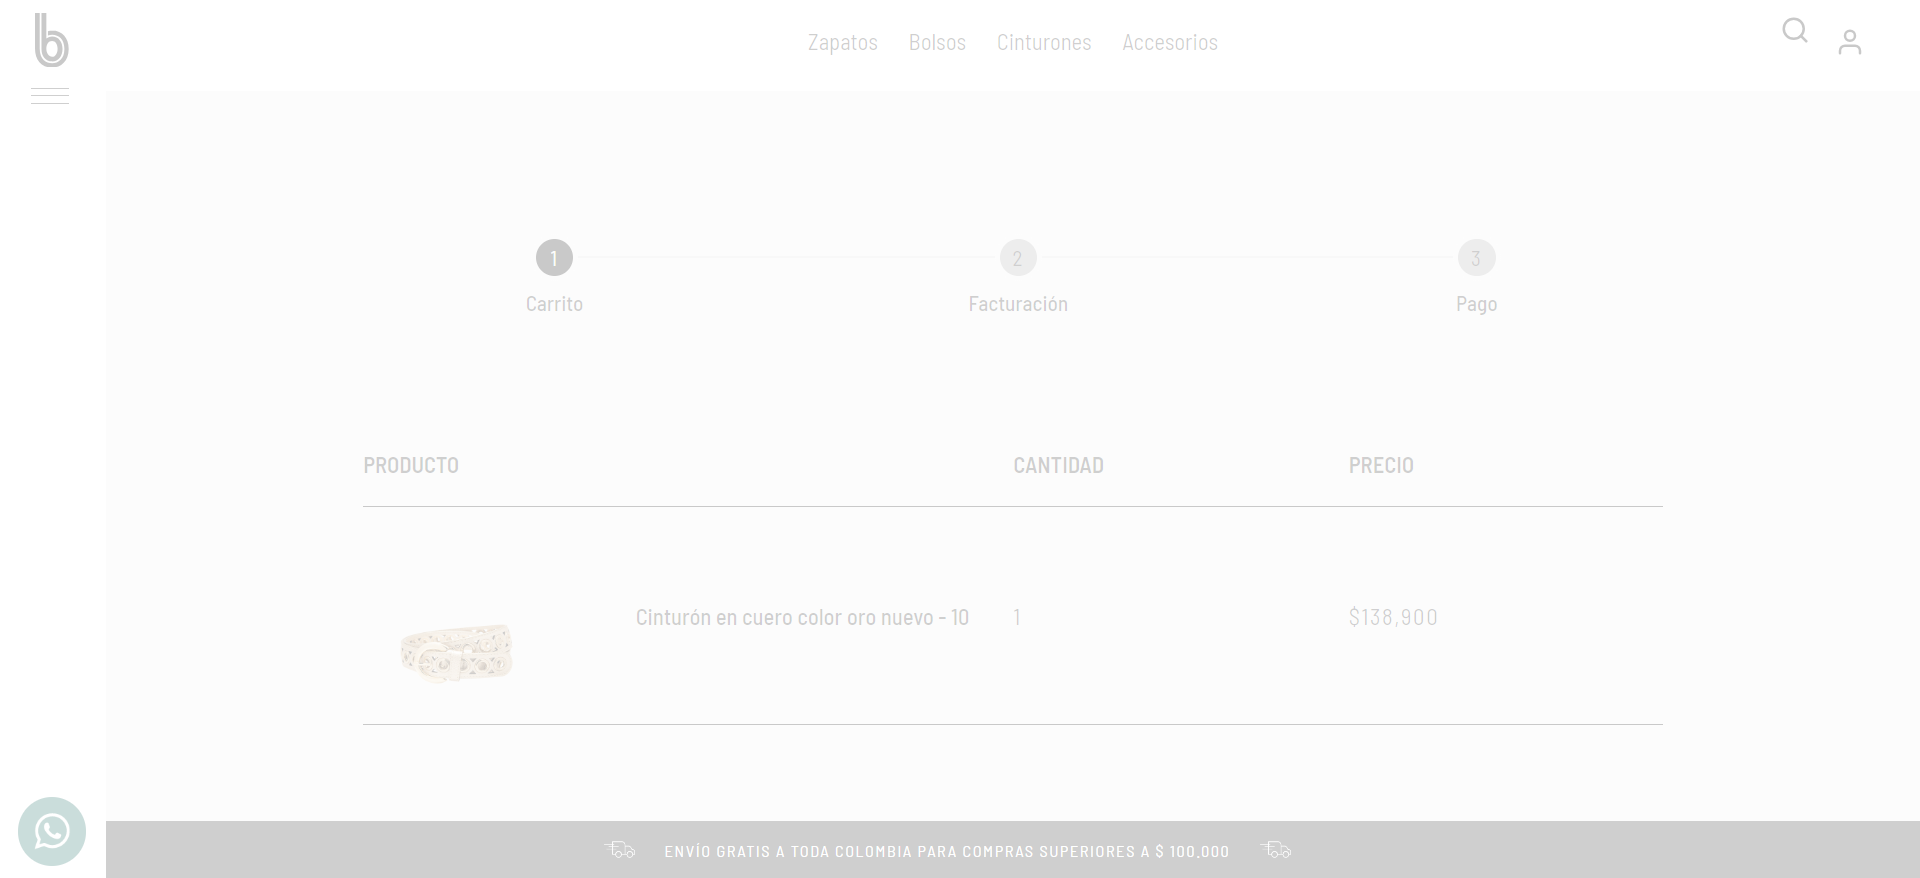 b
Zapatos Bolsos Cinturones Accesorios
1 2 3
Carrito Facturación Pago
PRODUCTO CANTIDAD PRECIO
Cinturón en cuero color oro nuevo - 10 1 $138,900
ENVÍO GRATIS A TODA COLOMBIA PARA COMPRAS SUPERIORES A $ 100.000